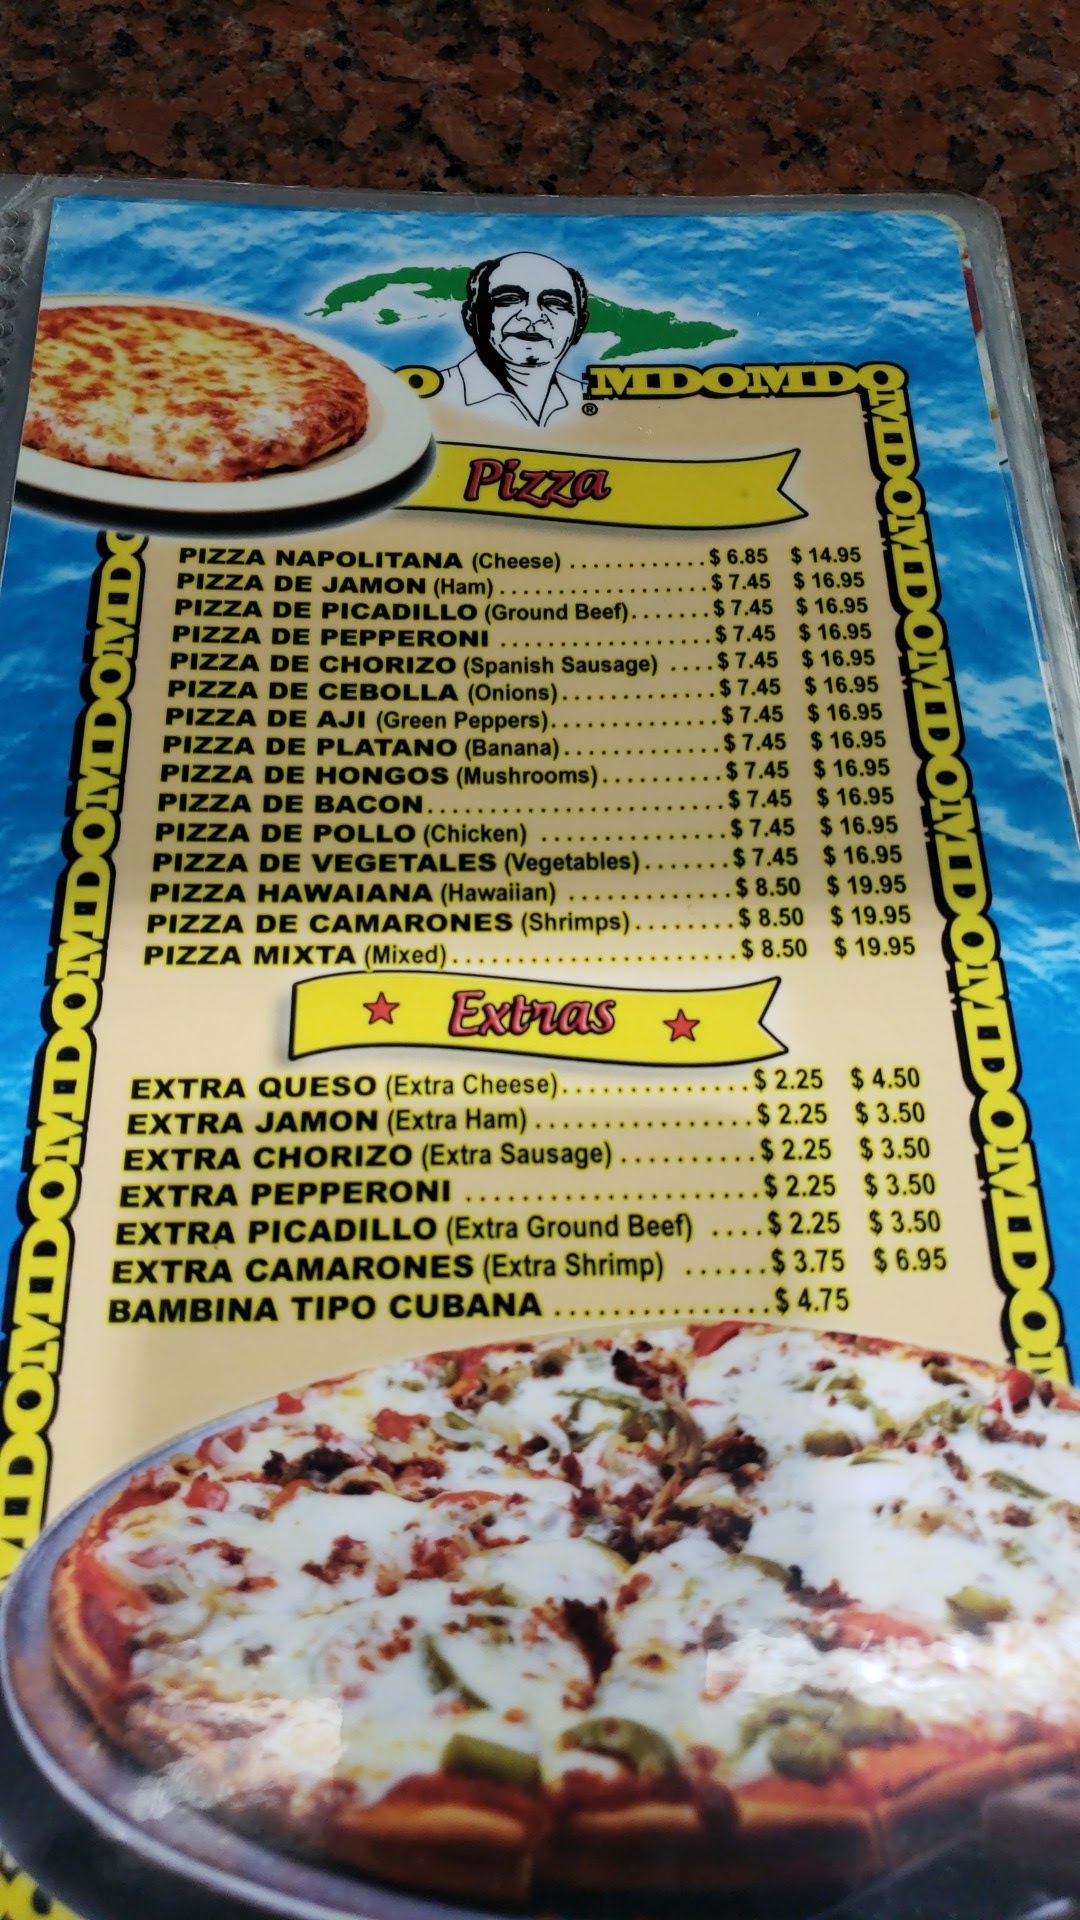 O MDOMDO
®
Pizza
PIZZA NAPOLITANA (Cheese) ............ $ 6.85 $ 14.95
PIZZA DE JAMON (Ham) .................... $ 7.45 $ 16.95
PIZZA DE PICADILLO (Ground Beef)....... $ 7.45 $ 16.95
PIZZA DE PEPPERONI ..................... $ 7.45 $ 16.95
PIZZA DE CHORIZO (Spanish Sausage) .... $ 7.45 $ 16.95
PIZZA DE CEBOLLA (Onions)............... $ 7.45 $ 16.95
PIZZA DE AJI (Green Peppers)................ $ 7.45 $ 16.95
PIZZA DE PLATANO (Banana)............... $ 7.45 $ 16.95
PIZZA DE HONGOS (Mushrooms).......... $ 7.45 $ 16.95
PIZZA DE BACON............................. $ 7.45 $ 16.95
PIZZA DE POLLO (Chicken) .................. $ 7.45 $ 16.95
PIZZA DE VEGETALES (Vegetables)....... $ 7.45 $ 16.95
PIZZA HAWAIANA (Hawaiian) ............... $ 8.50 $ 19.95
PIZZA DE CAMARONES (Shrimps)......... $ 8.50 $ 19.95
PIZZA MIXTA (Mixed)......................... $ 8.50 $ 19.95
Extras
EXTRA QUESO (Extra Cheese)............... $ 2.25 $ 4.50
EXTRA JAMON (Extra Ham) ................. $ 2.25 $ 3.50
EXTRA CHORIZO (Extra Sausage) .......... $ 2.25 $ 3.50
EXTRA PEPPERONI ...................... $ 2.25 $ 3.50
EXTRA PICADILLO (Extra Ground Beef) .... $ 2.25 $ 3.50
EXTRA CAMARONES (Extra Shrimp) ...... $ 3.75 $ 6.95
BAMBINA TIPO CUBANA ................ $ 4.75